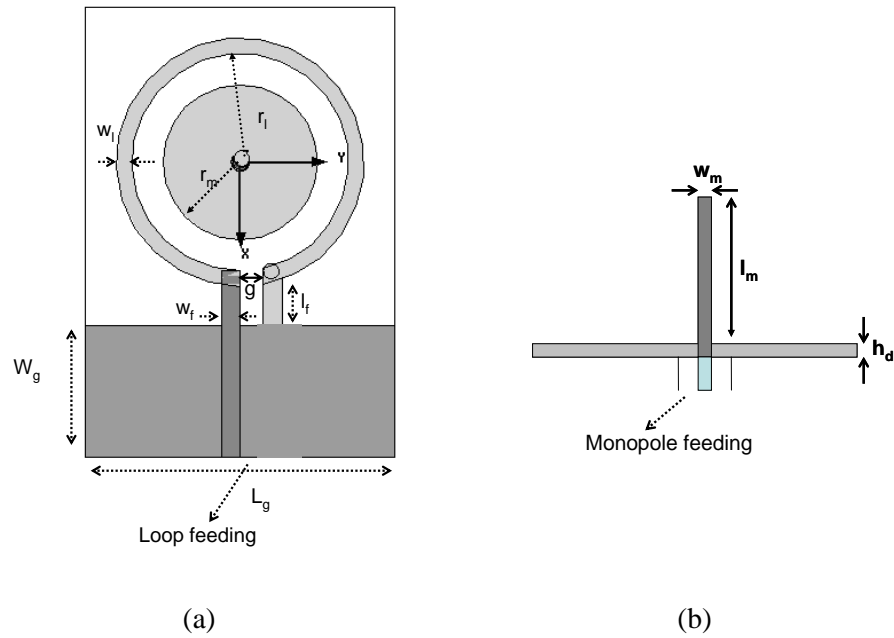 w_l
r_l
r_m
Y
X
g
w_f
l_f
W_g
L_g
Loop feeding
(a)
w_m
l_m
h_d
Monopole feeding
(b)